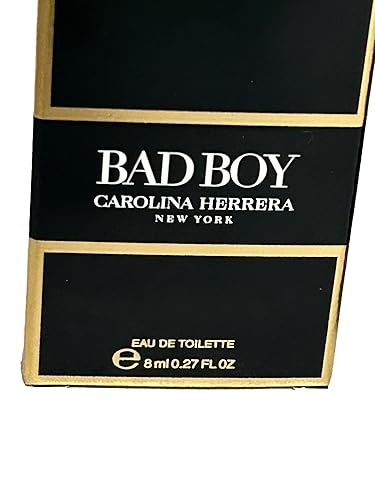 BAD BOY
CAROLINA HERRERA
NEW YORK
EAU DE TOILETTE
℮ 8 ml 0.27 FL OZ